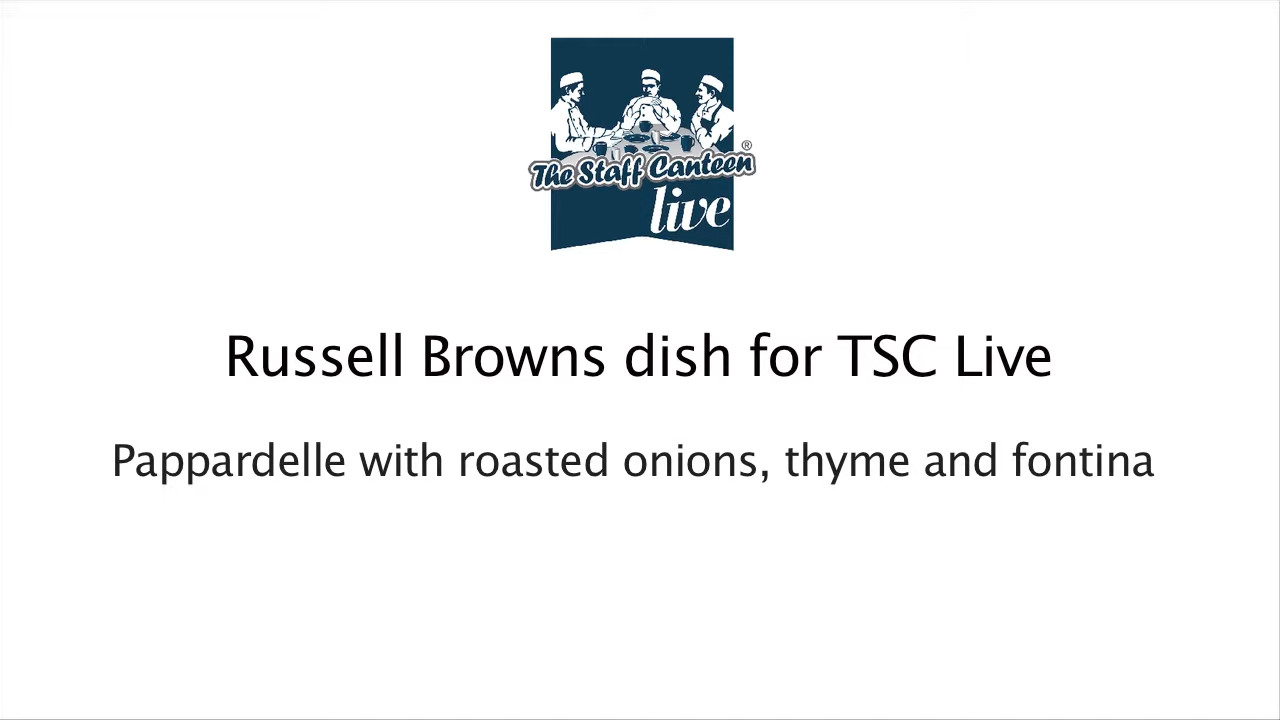 The Staff Canteen ®
live
Russell Browns dish for TSC Live
Pappardelle with roasted onions, thyme and fontina